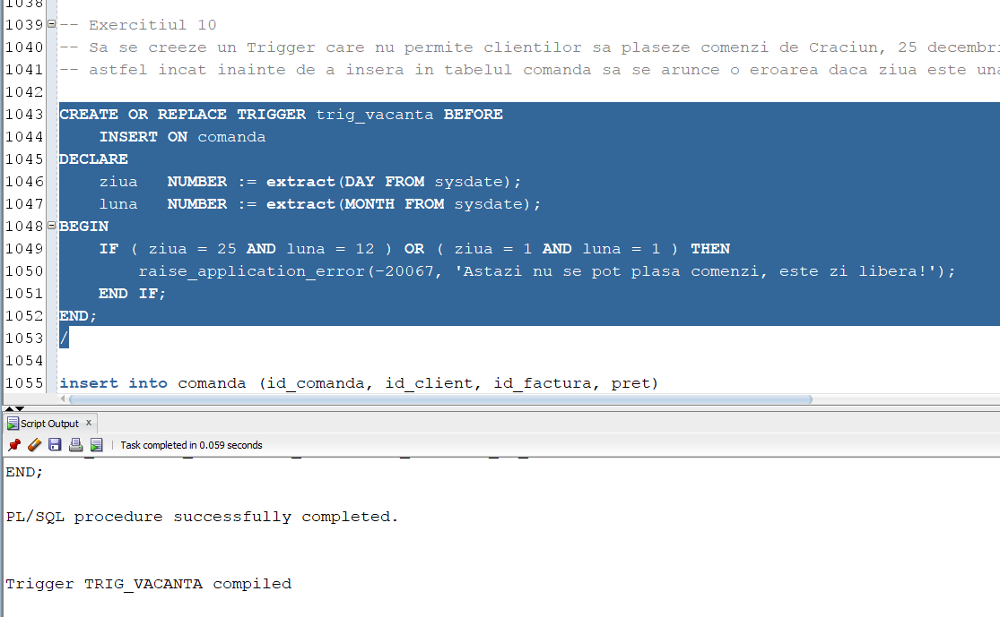 1038
1039 -- Exercitiul 10
1040 -- Sa se creeze un Trigger care nu permite clientilor sa plaseze comenzi de Craciun, 25 decembri
1041 -- astfel incat inainte de a insera in tabelul comanda sa se arunce o eroarea daca ziua este una
1042
1043 CREATE OR REPLACE TRIGGER trig_vacanta BEFORE
1044     INSERT ON comanda
1045 DECLARE
1046     ziua   NUMBER := extract(DAY FROM sysdate);
1047     luna   NUMBER := extract(MONTH FROM sysdate);
1048 BEGIN
1049     IF ( ziua = 25 AND luna = 12 ) OR ( ziua = 1 AND luna = 1 ) THEN
1050         raise_application_error(-20067, 'Astazi nu se pot plasa comenzi, este zi libera!');
1051     END IF;
1052 END;
1053 /
1054
1055 insert into comanda (id_comanda, id_client, id_factura, pret)
Script Output x
Task completed in 0.059 seconds
END;
PL/SQL procedure successfully completed.
Trigger TRIG_VACANTA compiled